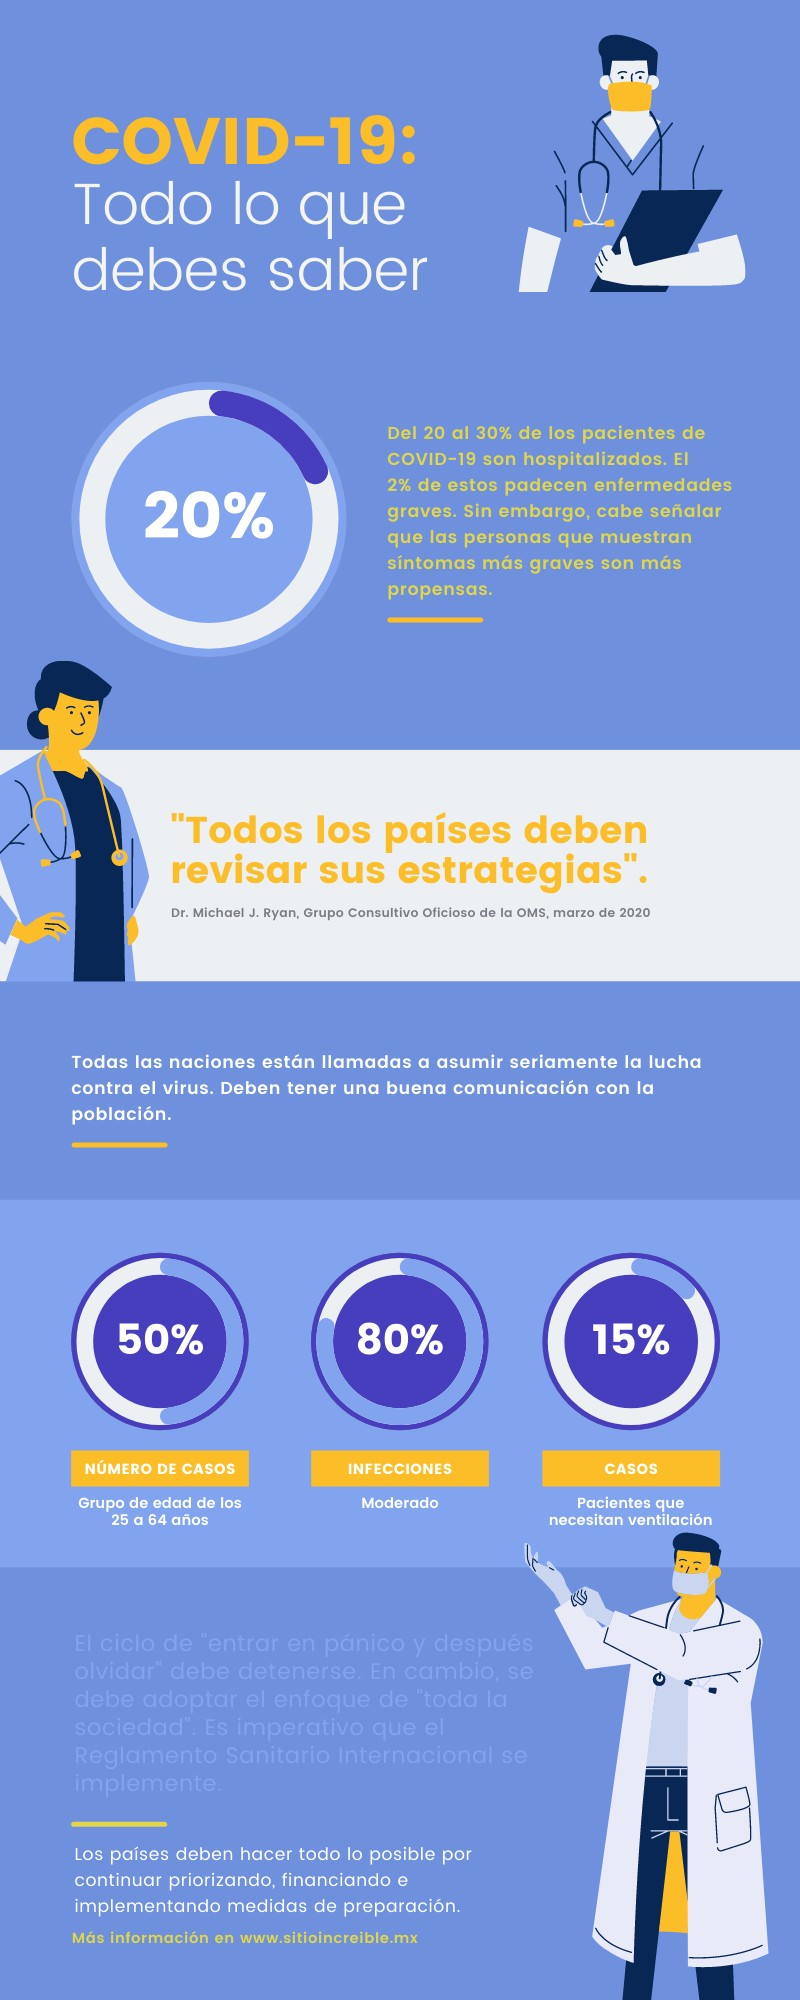 COVID-19:
Todo lo que
debes saber
20%
Del 20 al 30% de los pacientes de
COVID-19 son hospitalizados. El
2% de estos padecen enfermedades
graves. Sin embargo, cabe señalar
que las personas que muestran
síntomas más graves son más
propensas.
"Todos los países deben
revisar sus estrategias".
Dr. Michael J. Ryan, Grupo Consultivo Oficioso de la OMS, marzo de 2020
Todas las naciones están llamadas a asumir seriamente la lucha
contra el virus. Deben tener una buena comunicación con la
población.
50%
NÚMERO DE CASOS
Grupo de edad de los
25 a 64 años
80%
INFECCIONES
Moderado
15%
CASOS
Pacientes que
necesitan ventilación
El ciclo de "entrar en pánico y después
olvidar" debe detenerse. En cambio, se
debe adoptar el enfoque de "toda la
sociedad". Es imperativo que el
Reglamento Sanitario Internacional se
implemente.
Los países deben hacer todo lo posible por
continuar priorizando, financiando e
implementando medidas de preparación.
Más información en www.sitioincreible.mx